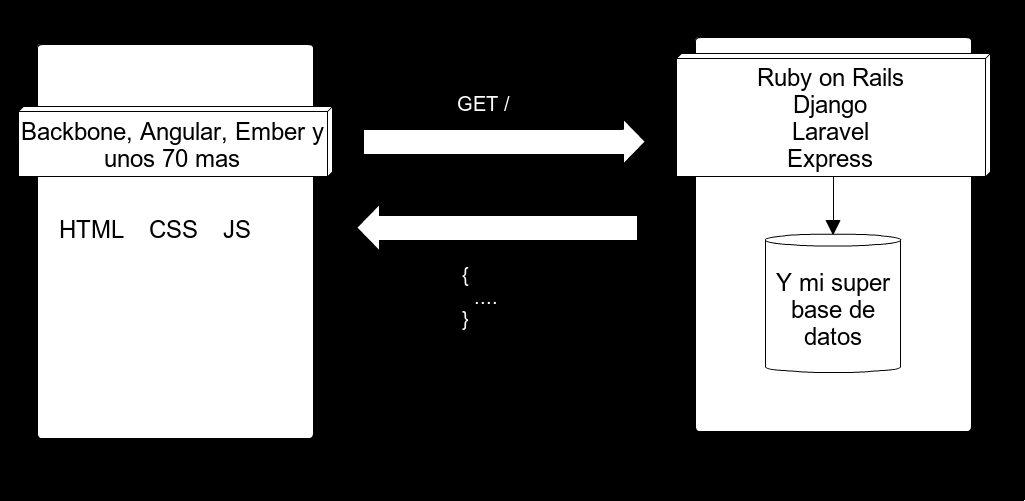 Backbone, Angular, Ember y
unos 70 mas
HTML CSS JS
GET /
{
....
}
Ruby on Rails
Django
Laravel
Express
Y mi super
base de
datos